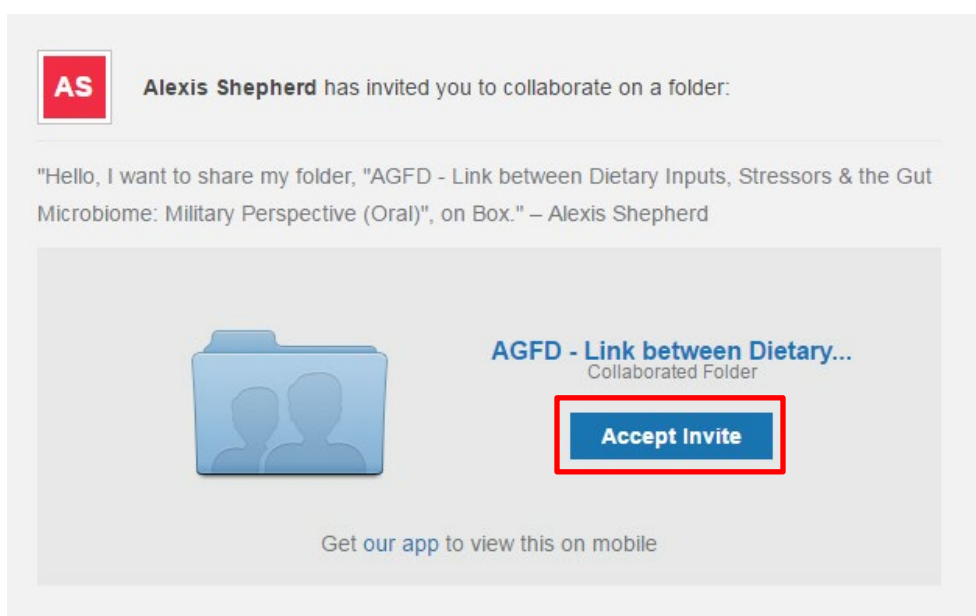 AS
Alexis Shepherd has invited you to collaborate on a folder:
"Hello, I want to share my folder, "AGFD - Link between Dietary Inputs, Stressors & the Gut
Microbiome: Military Perspective (Oral)", on Box." – Alexis Shepherd
AGFD - Link between Dietary...
Collaborated Folder
Accept Invite
Get our app to view this on mobile